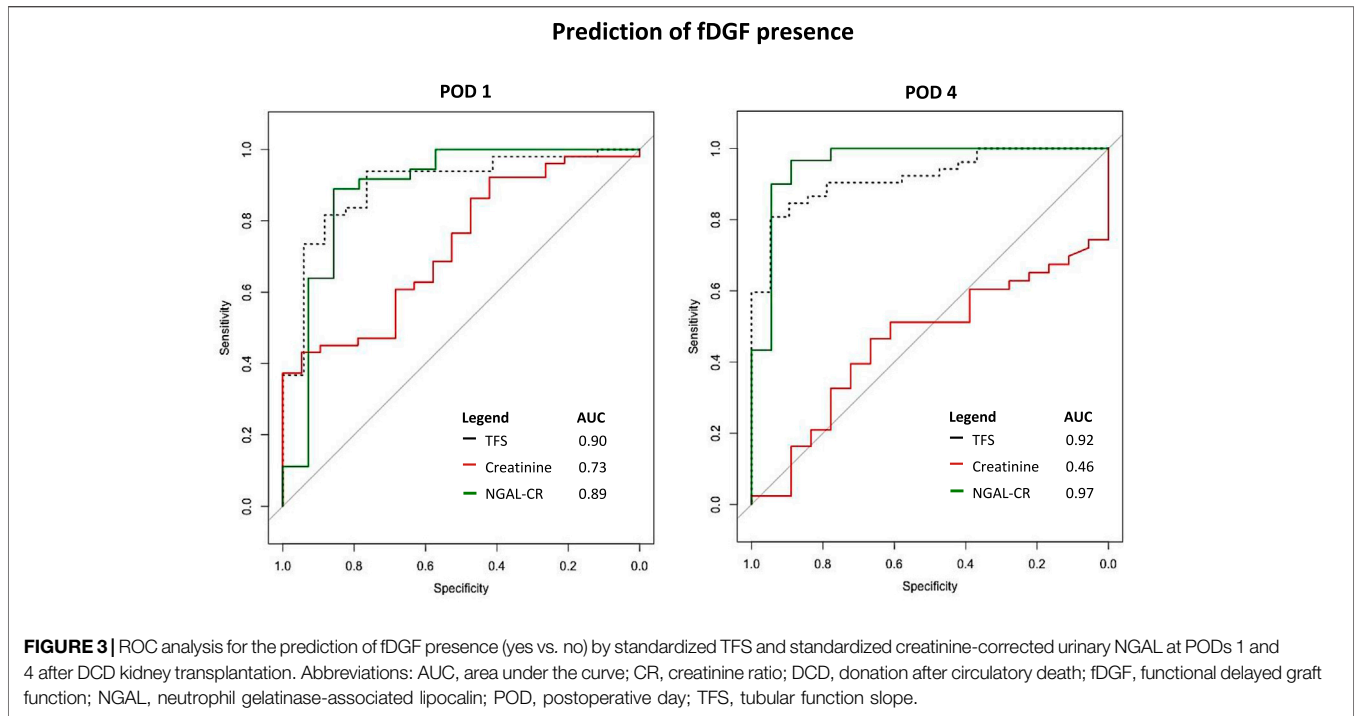 Prediction of fDGF presence
POD 1
Sensitivity
1.0
0.8
0.6
0.4
0.2
0.0
Legend AUC
TFS 0.90
Creatinine 0.73
NGAL-CR 0.89
1.0 0.8 0.6 0.4 0.2 0.0
Specificity
POD 4
Sensitivity
1.0
0.8
0.6
0.4
0.2
0.0
Legend AUC
TFS 0.92
Creatinine 0.46
NGAL-CR 0.97
1.0 0.8 0.6 0.4 0.2 0.0
Specificity
FIGURE 3 | ROC analysis for the prediction of fDGF presence (yes vs. no) by standardized TFS and standardized creatinine-corrected urinary NGAL at PODs 1 and
4 after DCD kidney transplantation. Abbreviations: AUC, area under the curve; CR, creatinine ratio; DCD, donation after circulatory death; fDGF, functional delayed graft
function; NGAL, neutrophil gelatinase-associated lipocalin; POD, postoperative day; TFS, tubular function slope.